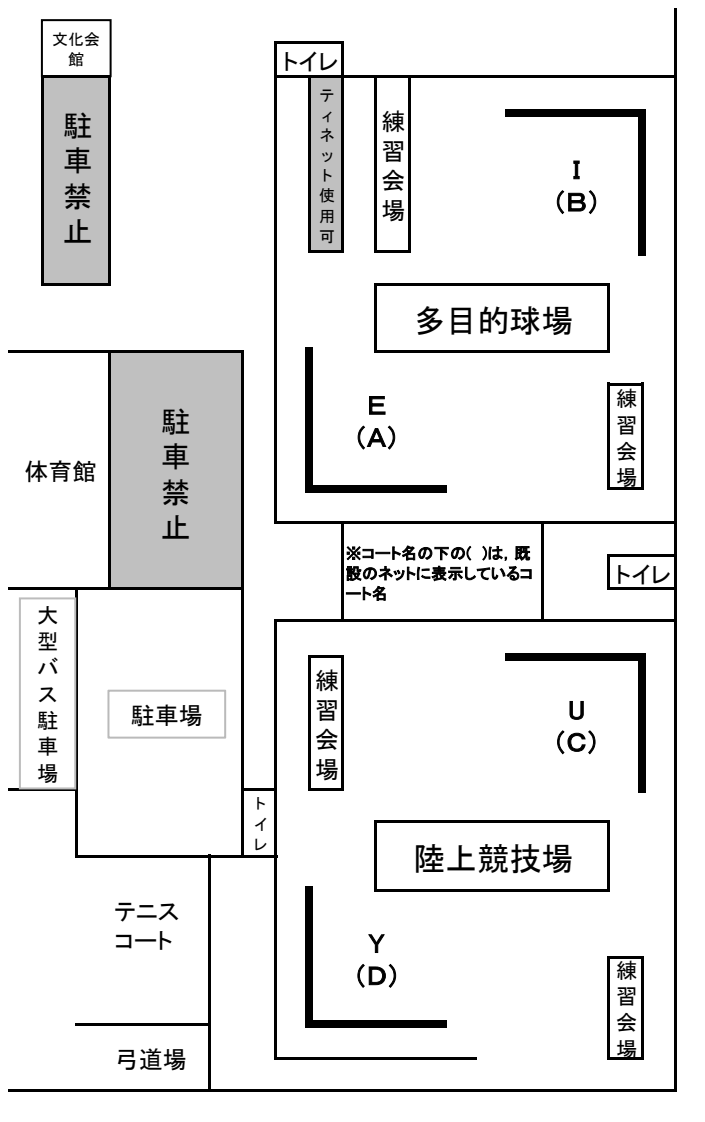 文化会
館
駐車禁止
トイレ
ティネット使用可
練習会場
I
（B）
多目的球場
E
（A）
練習会場
体育館
駐車禁止
※コート名の下の(　)は，既
設のネットに表示しているコ
ート名
トイレ
大型バス駐車場
駐車場
練習会場
U
（C）
トイレ
陸上競技場
テニス
コート
Y
（D）
練習会場
弓道場